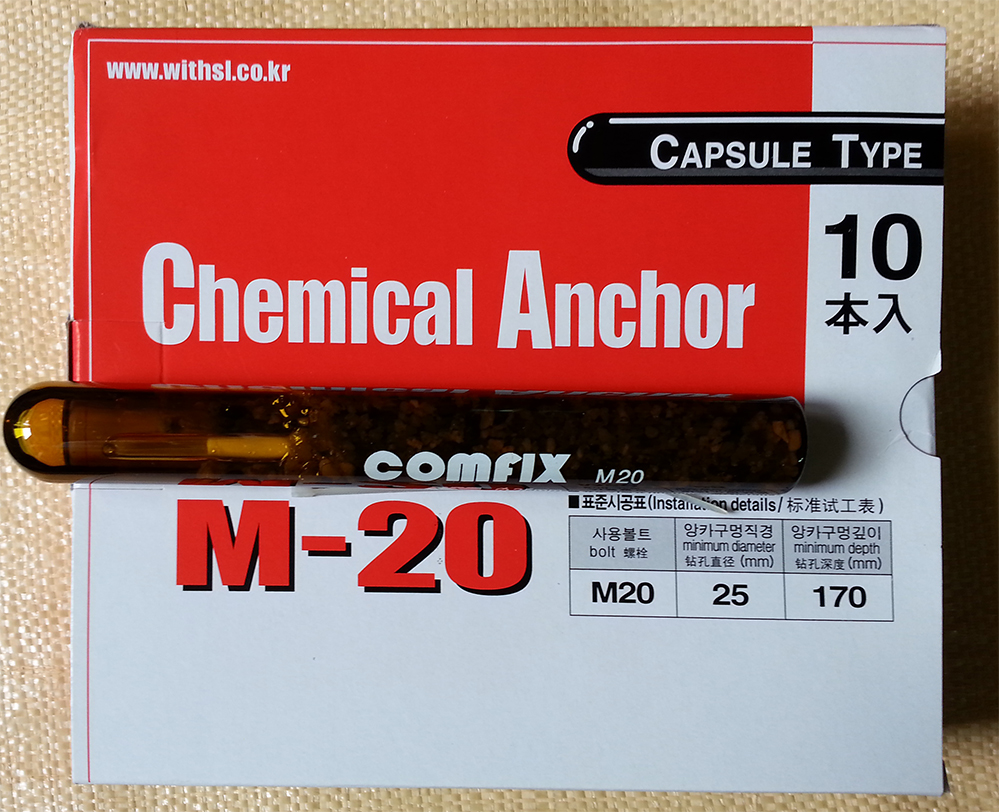 www.withsl.co.kr
CAPSULE TYPE
10
本入
Chemical Anchor
COMFIX M20
M-20
■표준시공표(Installation details/标准试工表)
사용볼트
bolt 螺栓
앙카구멍직경
minimum diameter
钻孔直径 (mm)
앙카구멍깊이
minimum depth
钻孔深度 (mm)
M20
25
170